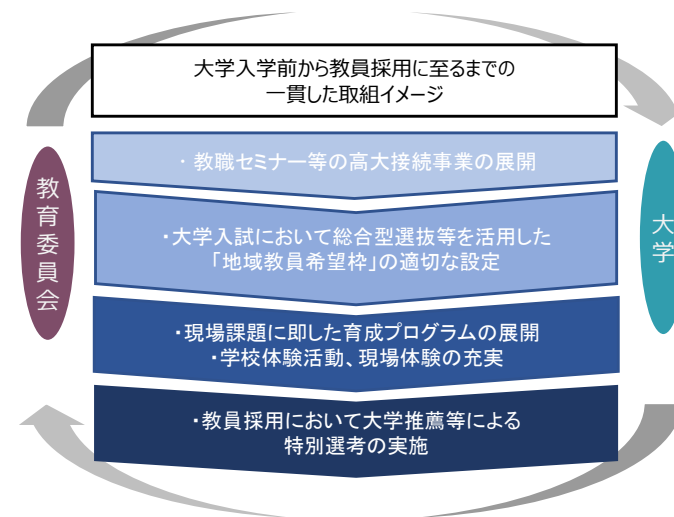 大学入学前から教員採用に至るまでの
一貫した取組イメージ
・教職セミナー等の高大接続事業の展開
・大学入試において総合型選抜等を活用した
「地域教員希望枠」の適切な設定
・現場課題に即した育成プログラムの展開
・学校体験活動、現場体験の充実
・教員採用において大学推薦等による
特別選考の実施
教育委員会
大学